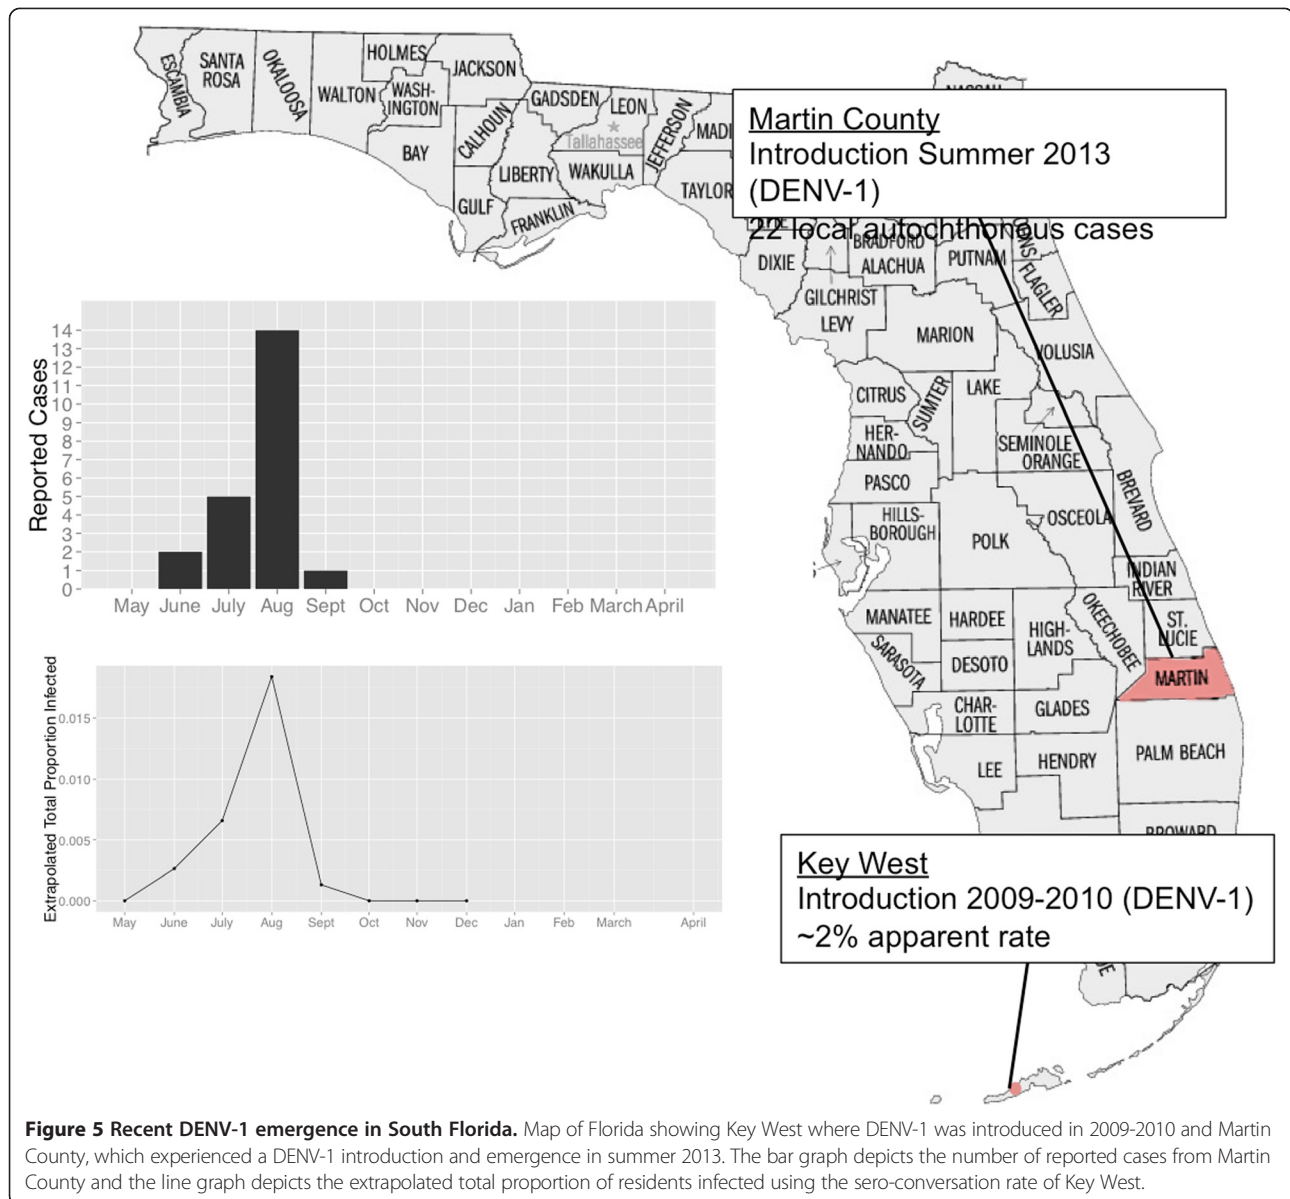 ESCAMBIA
SANTA
ROSA
OKALOOSA
WALTON
HOLMES
WASH-
INGTON
JACKSON
BAY
CALHOUN
GULF
GADSDEN
LIBERTY
FRANKLIN
LEON
Tallahassee
WAKULLA
JEFFERSON
MADI
TAYLOR
Martin County
Introduction Summer 2013
(DENV-1)
22 local autochthonous cases
DIXIE
BRADFORD
ALACHUA
PUTNAM
FLAGLER
GILCHRIST
LEVY
MARION
VOLUSIA
CITRUS
SUMTER
LAKE
HER-
NANDO
SEMINOLE
ORANGE
PASCO
BREVARD
HILLS-
BOROUGH
POLK
OSCEOLA
INDIAN
RIVER
MANATEE
HARDEE
HIGH-
LANDS
OKEECHOBEE
ST.
LUCIE
SARASOTA
DESOTO
MARTIN
CHAR-
LOTTE
GLADES
LEE
HENDRY
PALM BEACH
BROWARD
Key West
Introduction 2009-2010 (DENV-1)
~2% apparent rate
Reported Cases
14
13
12
11
10
9
8
7
6
5
4
3
2
1
0
May June July Aug Sept Oct Nov Dec Jan Feb March April
Extrapolated Total Proportion Infected
0.015
0.010
0.005
0.000
May June July Aug Sept Oct Nov Dec Jan Feb March April
Figure 5 Recent DENV-1 emergence in South Florida. Map of Florida showing Key West where DENV-1 was introduced in 2009-2010 and Martin
County, which experienced a DENV-1 introduction and emergence in summer 2013. The bar graph depicts the number of reported cases from Martin
County and the line graph depicts the extrapolated total proportion of residents infected using the sero-conversation rate of Key West.